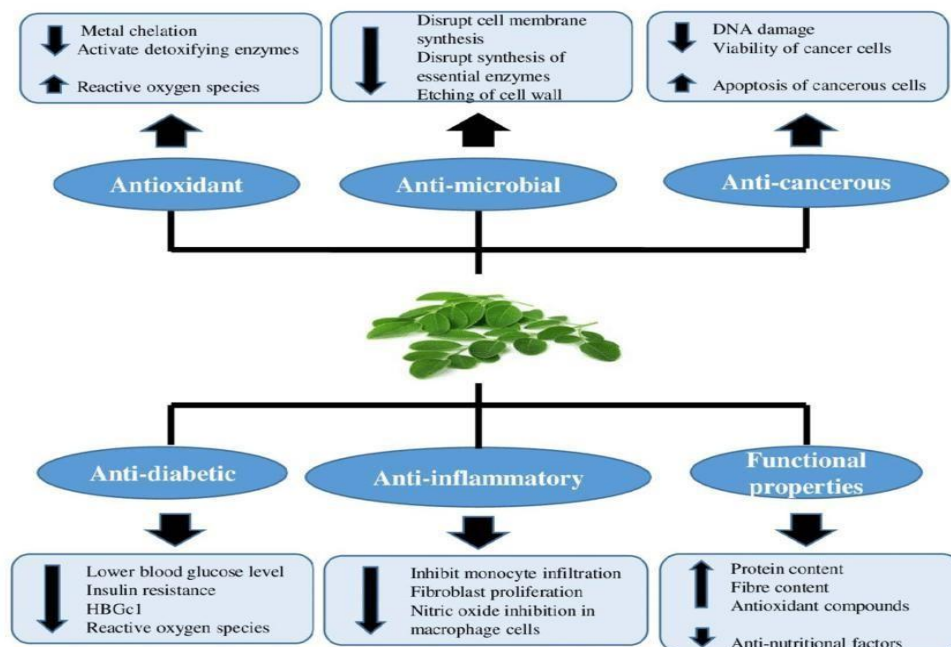 Metal chelation
Activate detoxifying enzymes
Reactive oxygen species
Disrupt cell membrane
synthesis
Disrupt synthesis of
essential enzymes
Etching of cell wall
DNA damage
Viability of cancer cells
Apoptosis of cancerous cells
Antioxidant
Anti-microbial
Anti-cancerous
Anti-diabetic
Anti-inflammatory
Functional
properties
Lower blood glucose level
Insulin resistance
HBGc1
Reactive oxygen species
Inhibit monocyte infiltration
Fibroblast proliferation
Nitric oxide inhibition in
macrophage cells
Protein content
Fibre content
Antioxidant compounds
Anti-nutritional factors